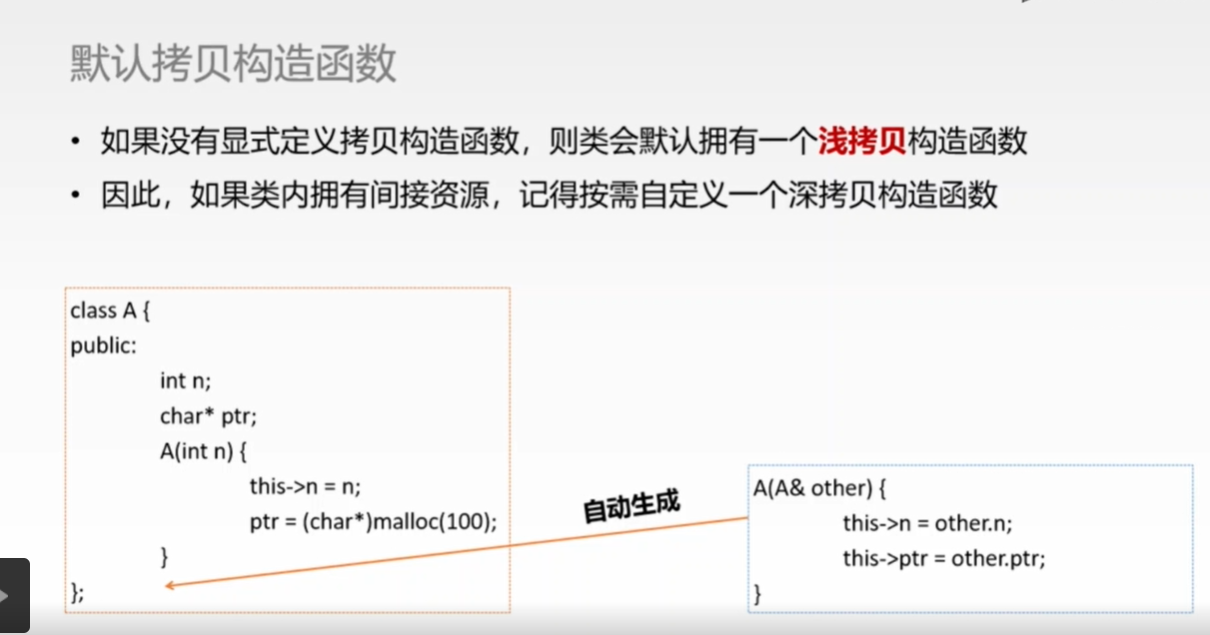 默认拷贝构造函数
• 如果没有显式定义拷贝构造函数，则类会默认拥有一个浅拷贝构造函数
• 因此，如果类内拥有间接资源，记得按需自定义一个深拷贝构造函数
class A {
public:
int n;
char* ptr;
A(int n) {
this->n = n;
ptr = (char*)malloc(100);
}
};
自动生成
A(A& other) {
this->n = other.n;
this->ptr = other.ptr;
}